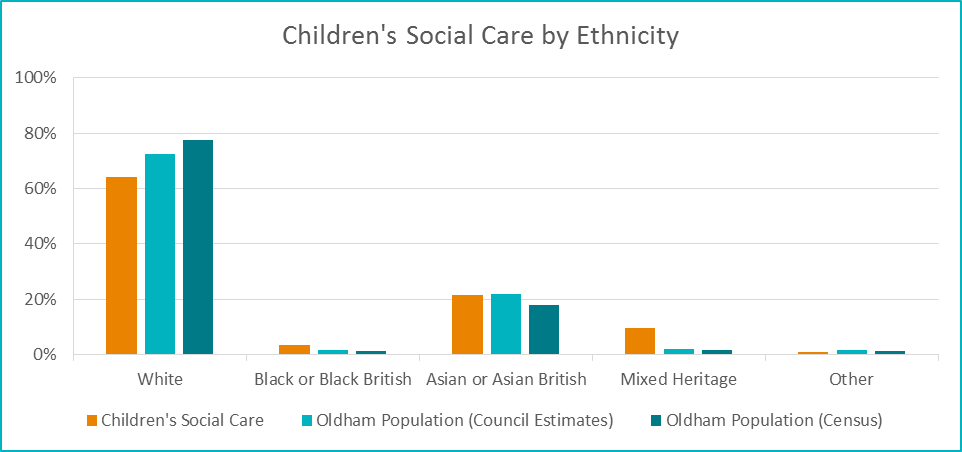 Children's Social Care by Ethnicity
100%
80%
60%
40%
20%
0%
White Black or Black British Asian or Asian British Mixed Heritage Other
Children's Social Care Oldham Population (Council Estimates) Oldham Population (Census)